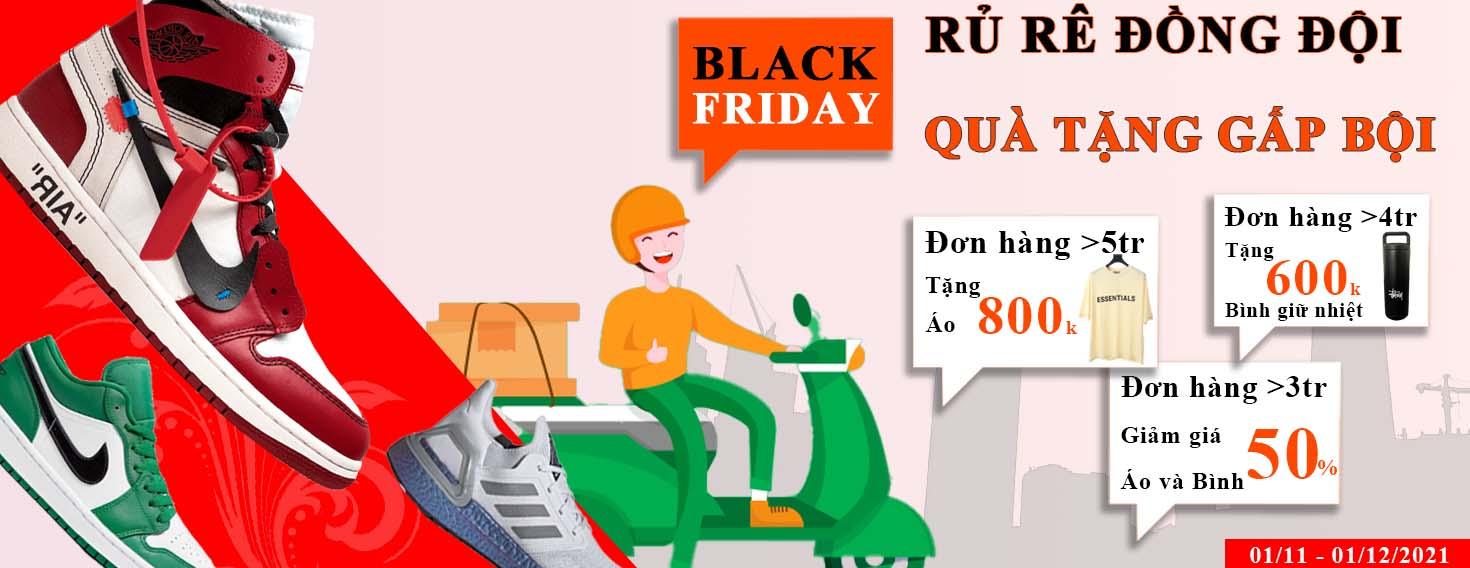 BLACK
FRIDAY
RỦ RÊ ĐỒNG ĐỘI
QUÀ TẶNG GẤP BỘI
Đơn hàng >5tr
Tặng
Áo 800k
ESSENTIALS
Đơn hàng >4tr
Tặng
600k
Bình giữ nhiệt
Đơn hàng >3tr
Giảm giá
50%
Áo và Bình
01/11 - 01/12/2021
"AIR"